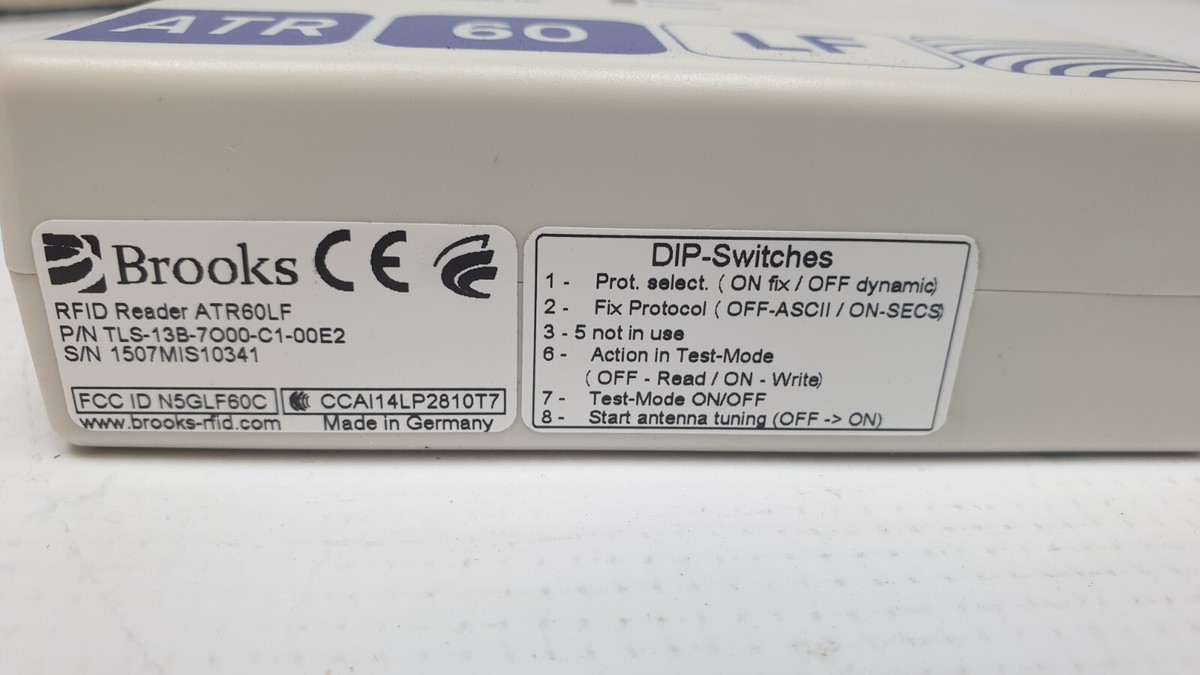 ATR 60 LF
Brooks CE
RFID Reader ATR60LF
P/N TLS-13B-7000-C1-00E2
S/N 1507MIS10341
FCC ID N5GLF60C CCAI14LP2810T7
www.brooks-rfid.com Made in Germany
DIP-Switches
1 - Prot. select. ( ON fix / OFF dynamic)
2 - Fix Protocol ( OFF-ASCII / ON-SECS)
3 - 5 not in use
6 - Action in Test-Mode
( OFF - Read / ON - Write)
7 - Test-Mode ON/OFF
8 - Start antenna tuning (OFF -> ON)